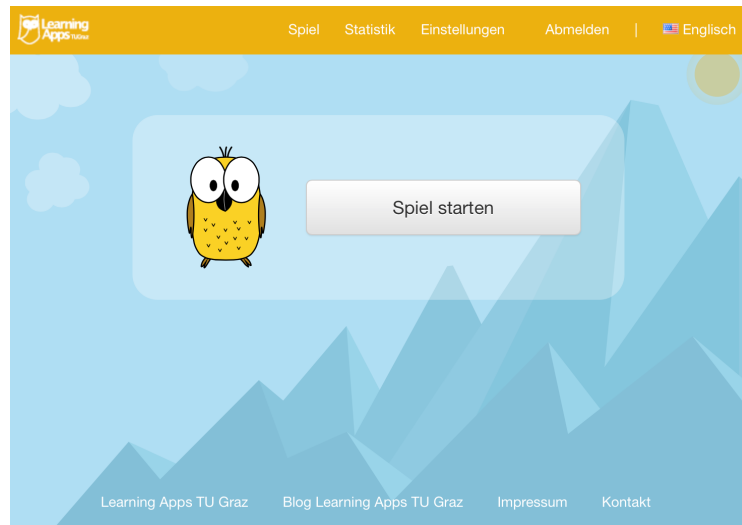 Learning
Apps TUGraz
Spiel Statistik Einstellungen Abmelden | Englisch
Spiel starten
Learning Apps TU Graz Blog Learning Apps TU Graz Impressum Kontakt